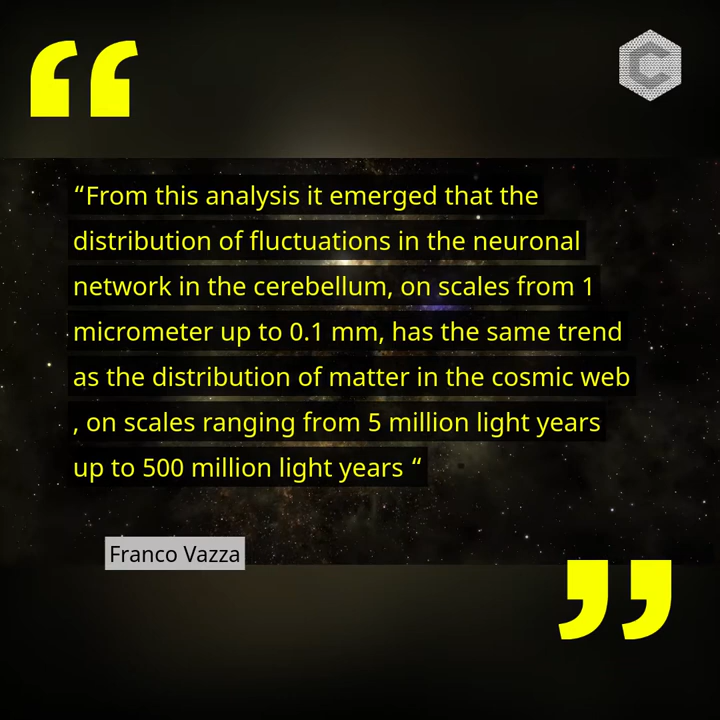 “From this analysis it emerged that the
distribution of fluctuations in the neuronal
network in the cerebellum, on scales from 1
micrometer up to 0.1 mm, has the same trend
as the distribution of matter in the cosmic web
, on scales ranging from 5 million light years
up to 500 million light years “
Franco Vazza